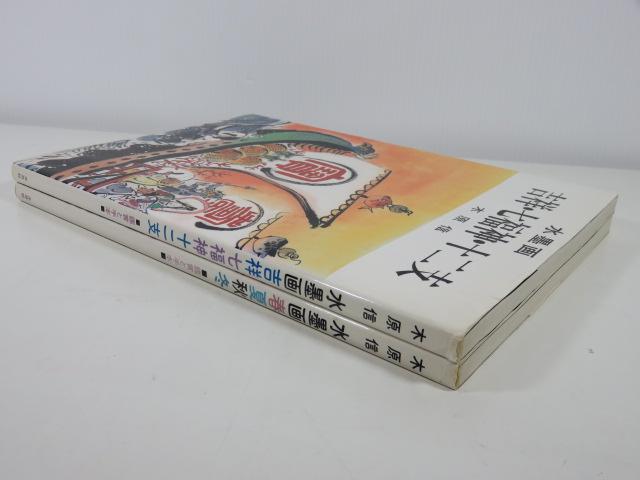 水墨画
吉祥七福神十二支
木原信
壽
水墨画 吉祥 七福神 十二支 木原信
水墨画 春夏秋冬 木原信